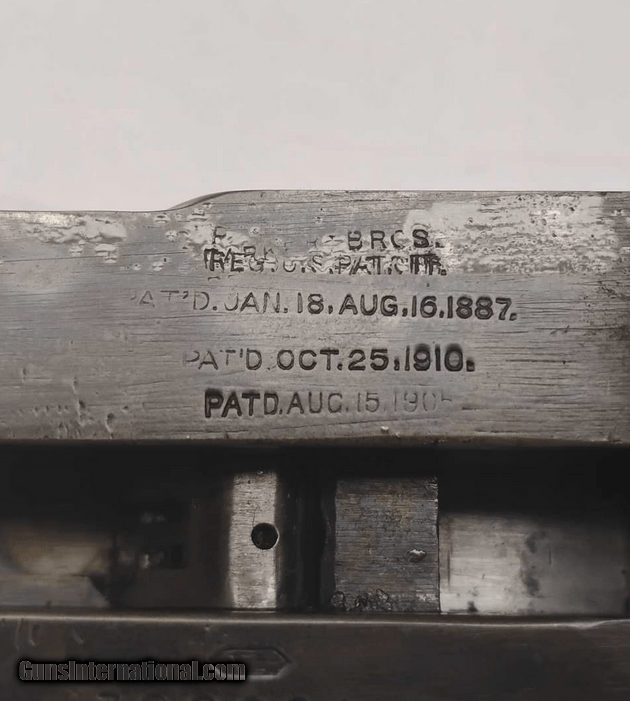 BROS.
REG. U.S. PAT. OFF.
PAT'D. JAN. 18. AUG. 16. 1887.
PAT'D. OCT. 25. 1910.
PATD. AUG. 15.
GunsInternational.com